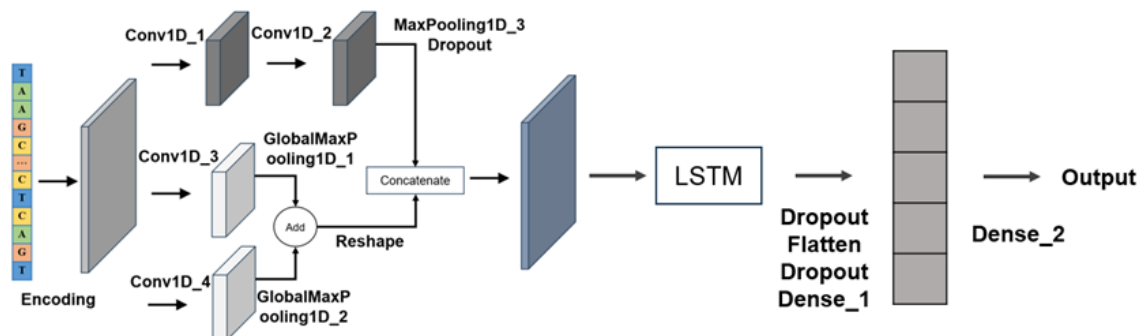 Conv1D_1
Conv1D_2
MaxPooling1D_3
Dropout
T
A
A
G
C
...
C
T
C
A
G
T
Encoding
Conv1D_3
GlobalMaxP
ooling1D_1
Add
Reshape
Concatenate
Conv1D_4
GlobalMaxP
ooling1D_2
LSTM
Dropout
Flatten
Dropout
Dense_1
Dense_2
Output